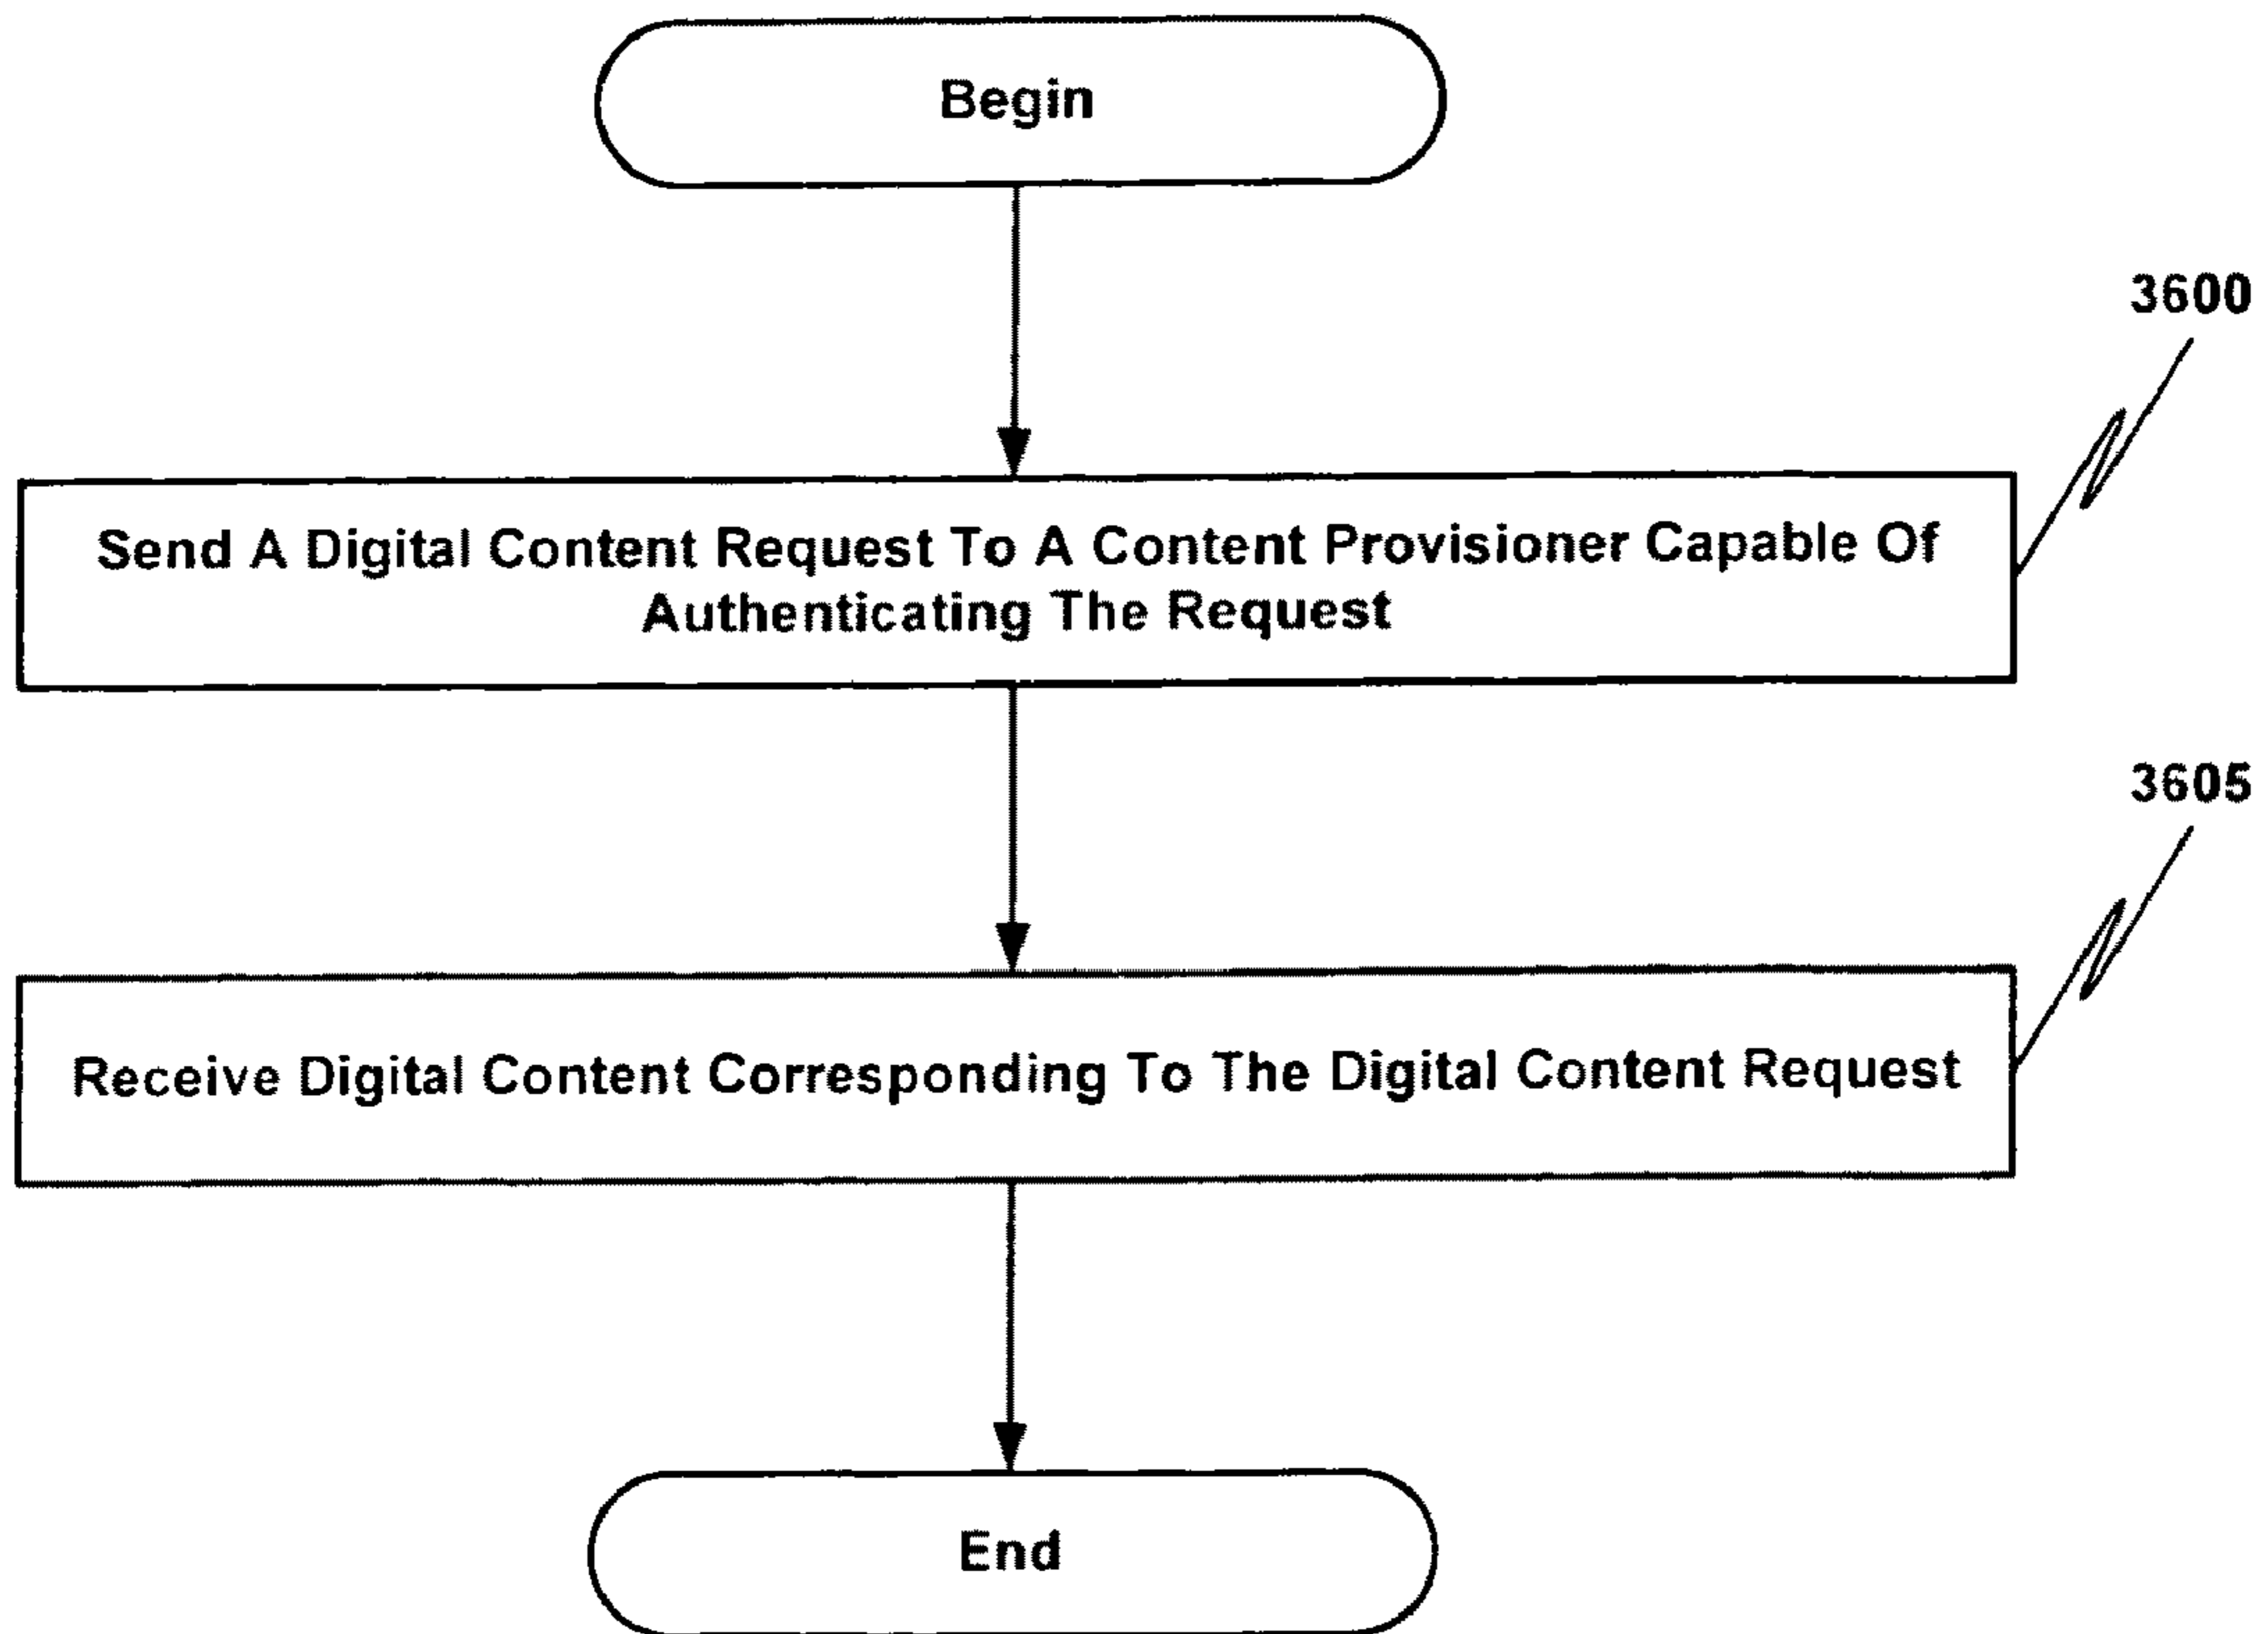 Begin
3600
Send A Digital Content Request To A Content Provisioner Capable Of
Authenticating The Request
3605
Receive Digital Content Corresponding To The Digital Content Request
End